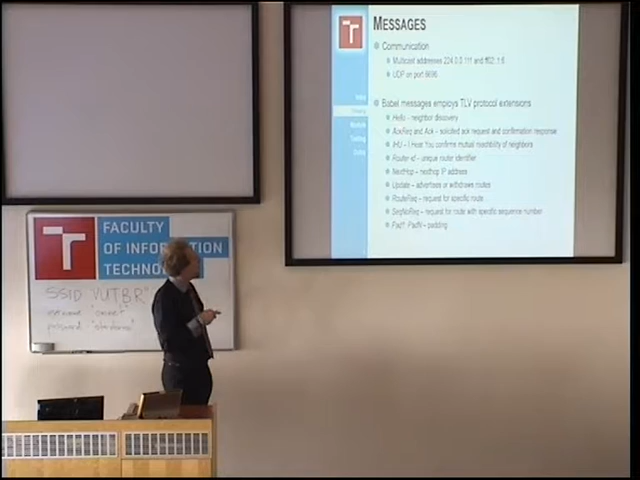 MESSAGES
Communication
Multicast addresses 224.0.0.111 and ff02::1:6
UDP on port 6696
Babel messages employs TLV protocol extensions
Hello – neighbor discovery
AckReq and Ack – solicited ack request and confirmation response
IHU – I Hear You confirms mutual reachability of neighbors
Router-id – unique router identifier
NextHop – nexthop IP address
Update – advertises or withdraws routes
RouteReq – request for specific route
SeqNoReq – request for route with specific sequence number
Pad1, PadN – padding
FACULTY
OF INFORMATION
TECHNO
SSID VUTBR
password